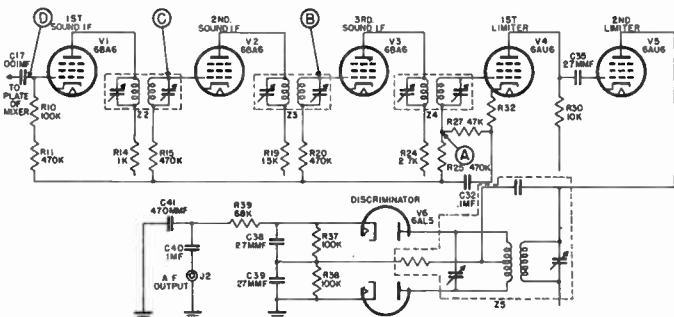 D
1ST
SOUND IF
V1
6BA6
C
2ND.
SOUND IF
V2
6BA6
B
3RD.
SOUND IF
V3
6BA6
1ST
LIMITER
V4
6AU6
2ND
LIMITER
V5
6AU6
C17
.001MF
TO
PLATE
OF
MIXER
R10
100K
R11
470K
Z2
R14
1K
R15
470K
Z3
R19
1.5K
R20
470K
Z4
R24
2.7K
R27 47K
A
R25 470K
R32
C32
.1MF
C35
27MMF
R30
10K
C41
470MMF
C40
.1MF
A F
OUTPUT
J2
R39
68K
C38
27MMF
C39
27MMF
R37
100K
R38
100K
DISCRIMINATOR
V6
6AL5
Z5